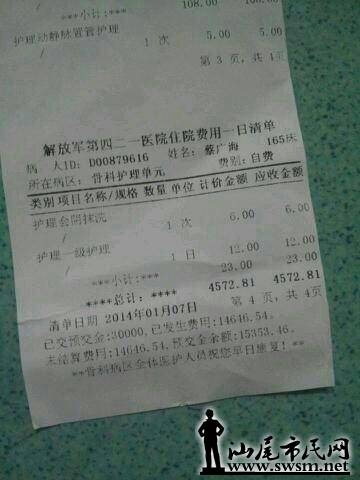 ***小计:***
108.00 108.00
护理动静脉置管护理
/ 1 次 5.00 5.00
第 3 页, 共 4页
解放军第四二一医院住院费用一日清单
病 人ID: D00879616 姓名: 蔡广海 165床
所在病区: 骨科护理单元 费别: 自费
类别 项目名称/规格 数量 单位 计价金额 应收金额
护理会阴抹洗
/ 1 次 6.00 6.00
护理一级护理
/ 1 日 12.00 12.00
***小计:*** 23.00 23.00
****总计: **** 4572.81 4572.81
清单日期 2014年01月07日 第 4 页, 共 4页
已交预交金:30000, 已发生费用:14646.54,
未结算费用:14646.54, 预交金余额:15353.46.
**骨科病区全体医护人员祝您早日康复! **
汕尾市民网
www.swsm.net